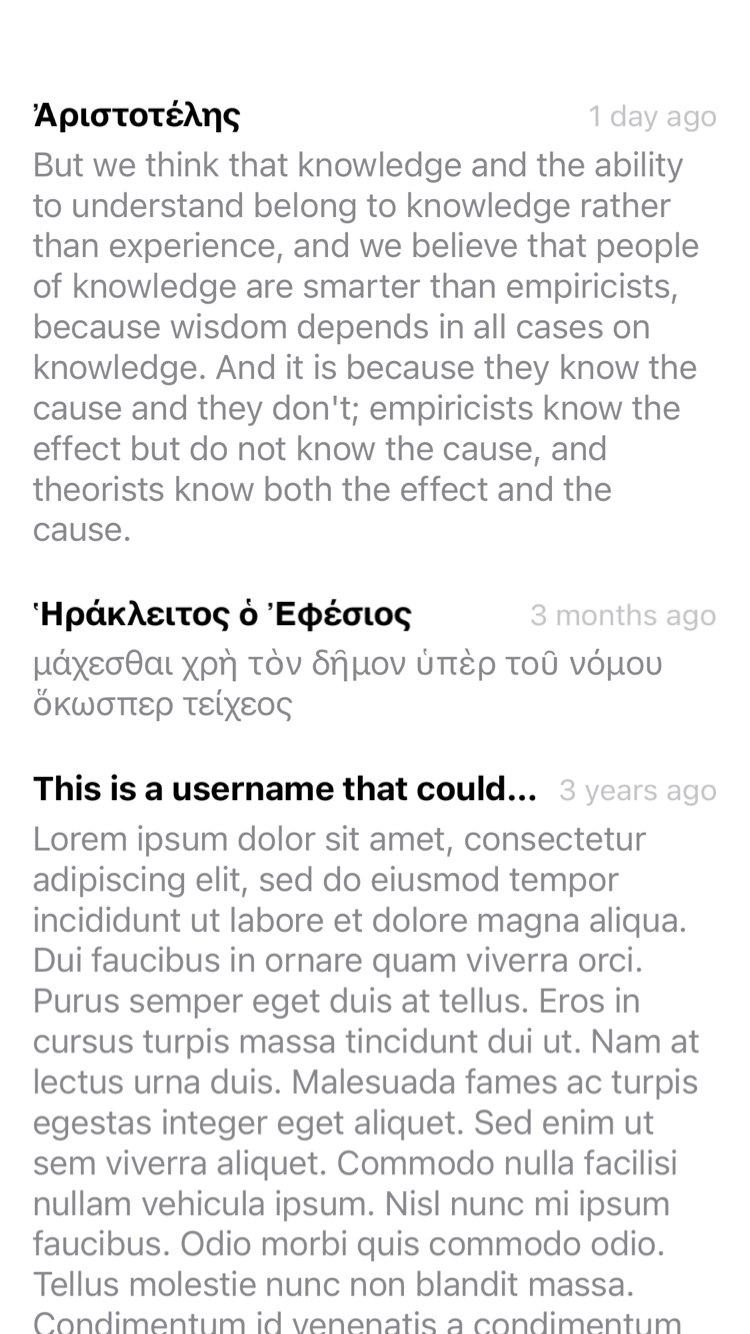 Ἀριστοτέλης
1 day ago
But we think that knowledge and the ability
to understand belong to knowledge rather
than experience, and we believe that people
of knowledge are smarter than empiricists,
because wisdom depends in all cases on
knowledge. And it is because they know the
cause and they don't; empiricists know the
effect but do not know the cause, and
theorists know both the effect and the
cause.
Ἡράκλειτος ὁ Ἐφέσιος
3 months ago
μάχεσθαι χρὴ τὸν δῆμον ὑπὲρ τοῦ νόμου
ὅκωσπερ τείχεος
This is a username that could...
3 years ago
Lorem ipsum dolor sit amet, consectetur
adipiscing elit, sed do eiusmod tempor
incididunt ut labore et dolore magna aliqua.
Dui faucibus in ornare quam viverra orci.
Purus semper eget duis at tellus. Eros in
cursus turpis massa tincidunt dui ut. Nam at
lectus urna duis. Malesuada fames ac turpis
egestas integer eget aliquet. Sed enim ut
sem viverra aliquet. Commodo nulla facilisi
nullam vehicula ipsum. Nisl nunc mi ipsum
faucibus. Odio morbi quis commodo odio.
Tellus molestie nunc non blandit massa.
Condimentum id venenatis a condimentum